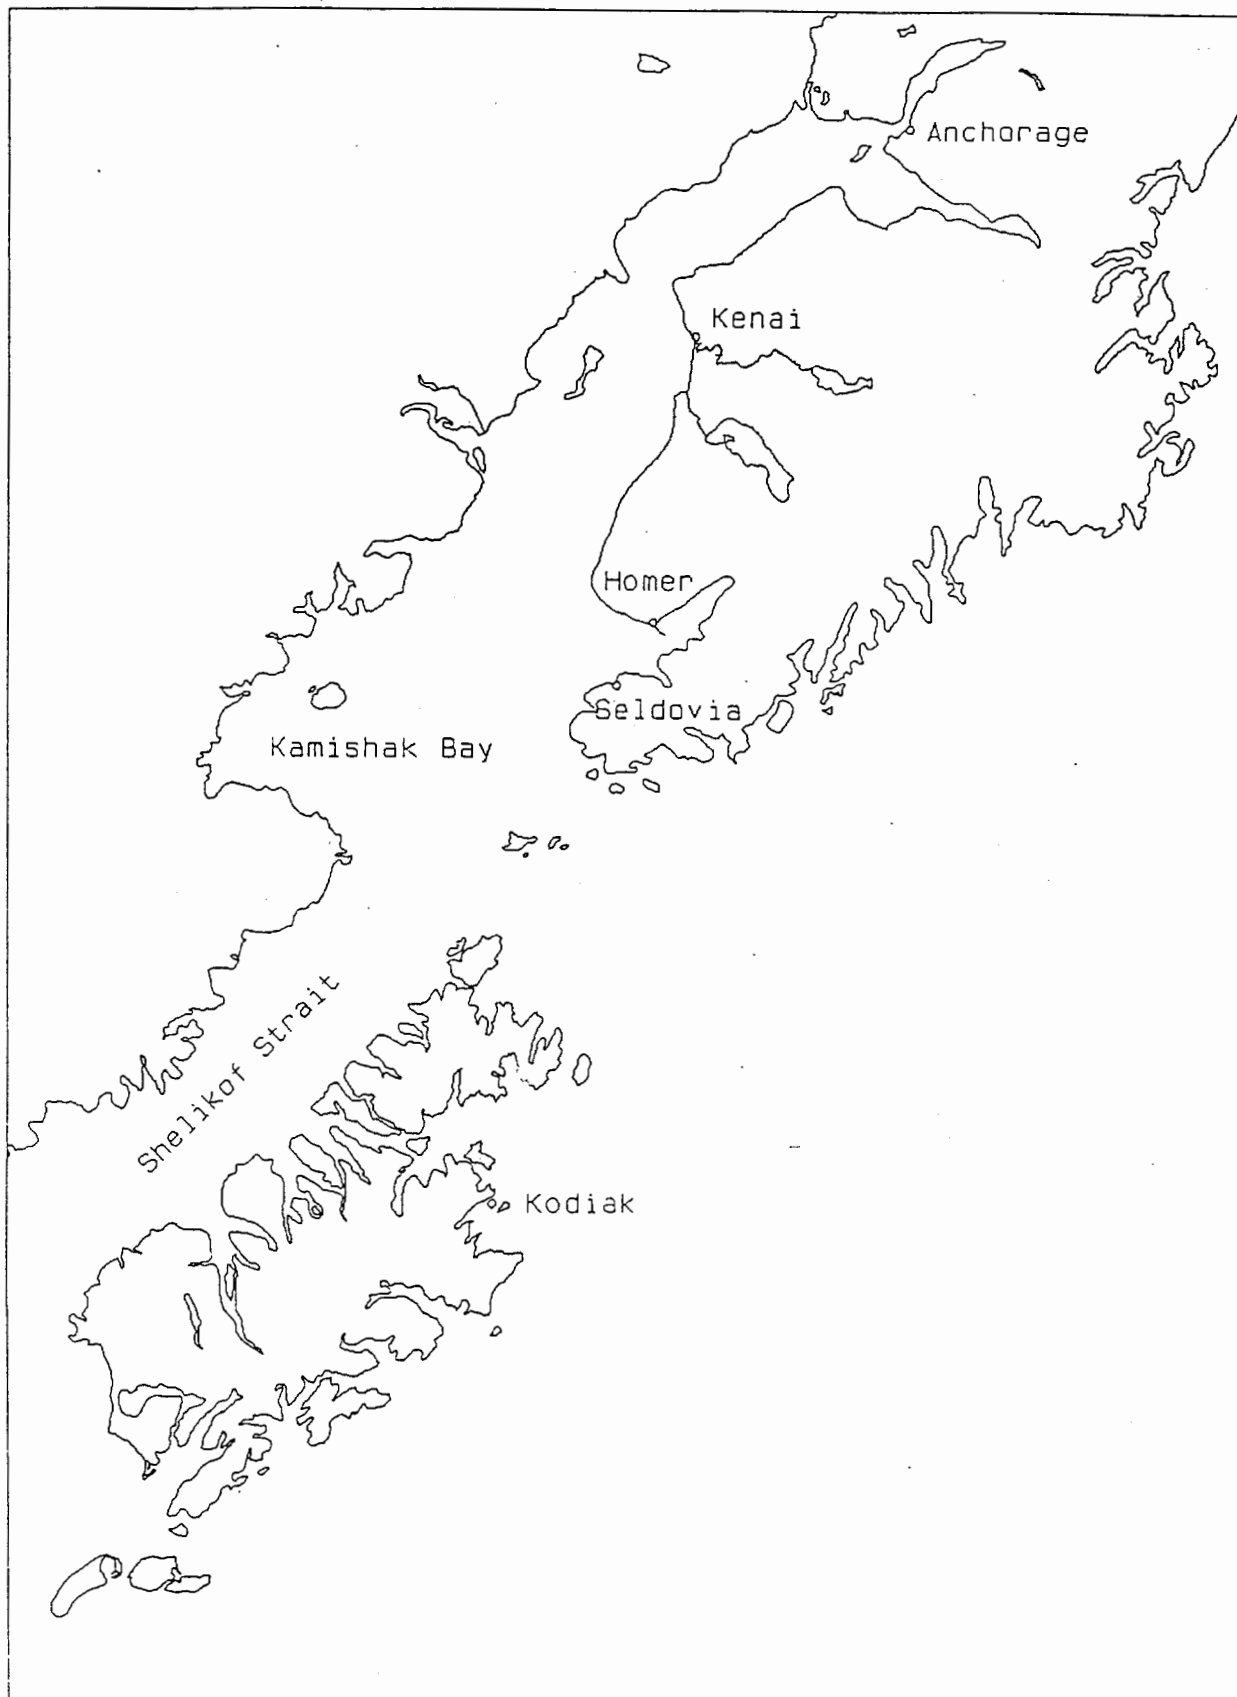 Anchorage
Kenai
Homer
Seldovia
Kamishak Bay
Shelikof Strait
Kodiak